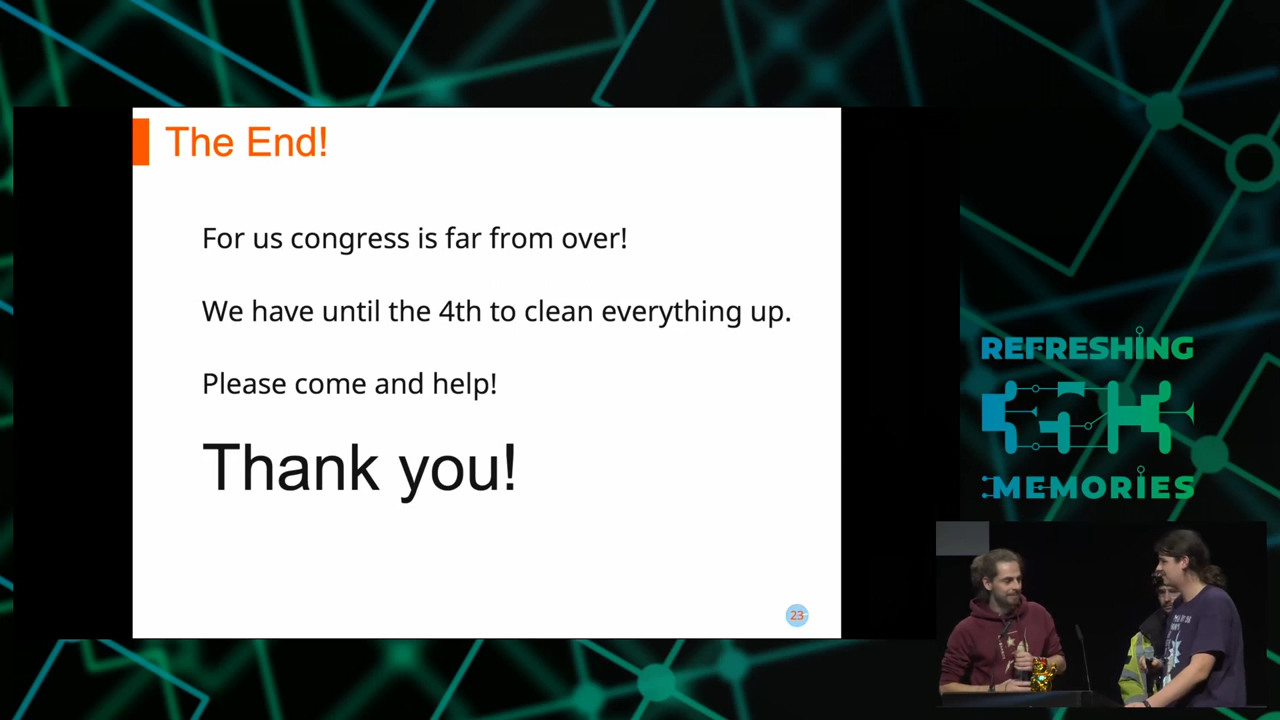 The End!
For us congress is far from over!
We have until the 4th to clean everything up.
Please come and help!
Thank you!
23
REFRESHING
MEMORIES